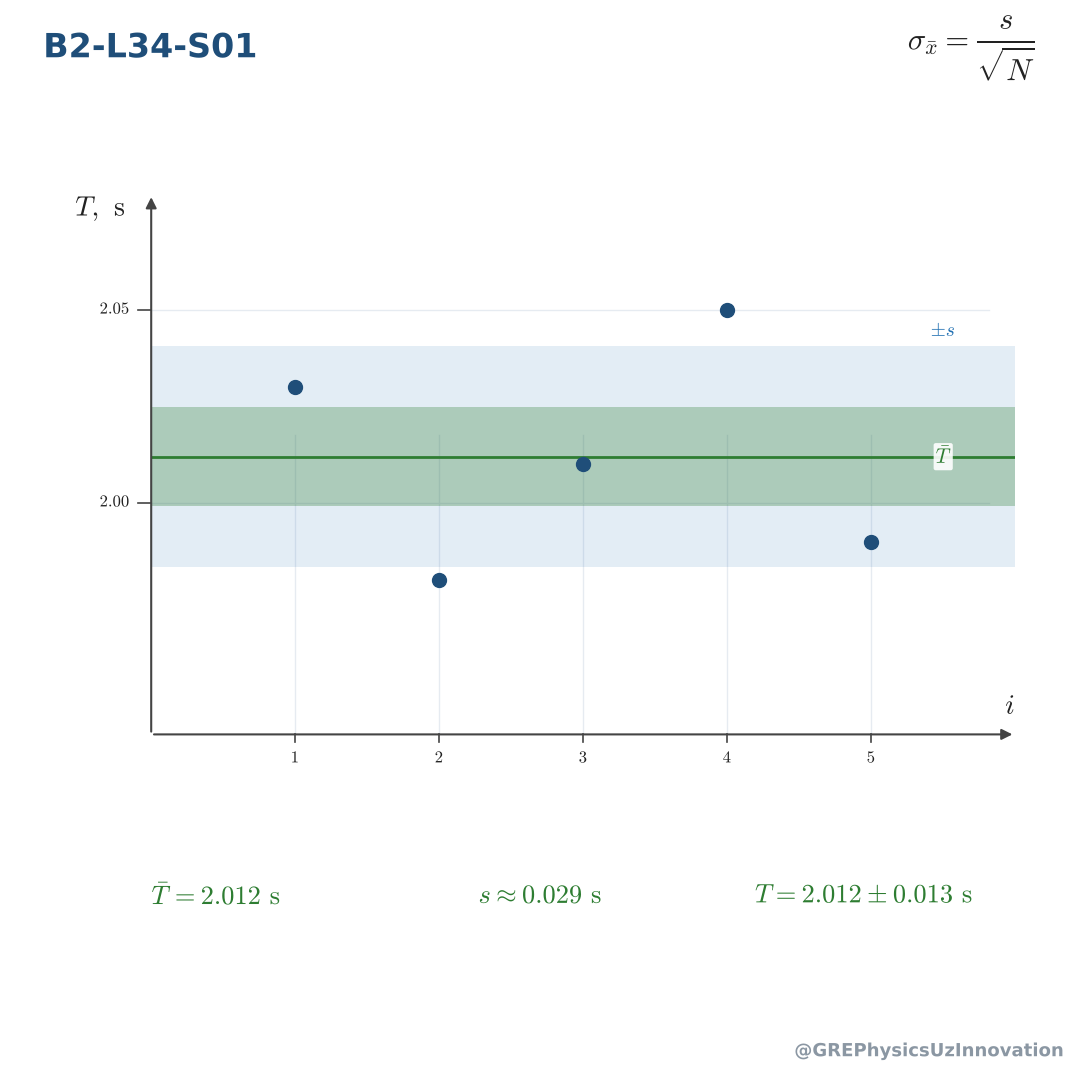 B2-L34-S01
σ_x̄ = s/√N
T, s
2.05
±s
T̄
2.00
i
1 2 3 4 5
T̄ = 2.012 s s ≈ 0.029 s T = 2.012 ± 0.013 s
@GREPhysicsUzInnovation